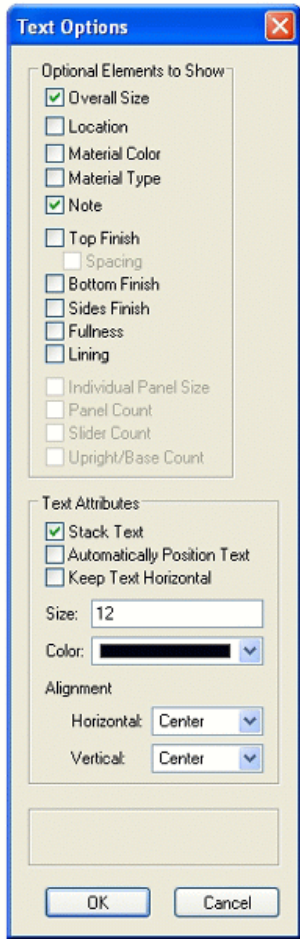 Text Options
Optional Elements to Show
Overall Size
Location
Material Color
Material Type
Note
Top Finish
Spacing
Bottom Finish
Sides Finish
Fullness
Lining
Individual Panel Size
Panel Count
Slider Count
Upright/Base Count
Text Attributes
Stack Text
Automatically Position Text
Keep Text Horizontal
Size: 12
Color:
Alignment
Horizontal: Center
Vertical: Center
OK Cancel